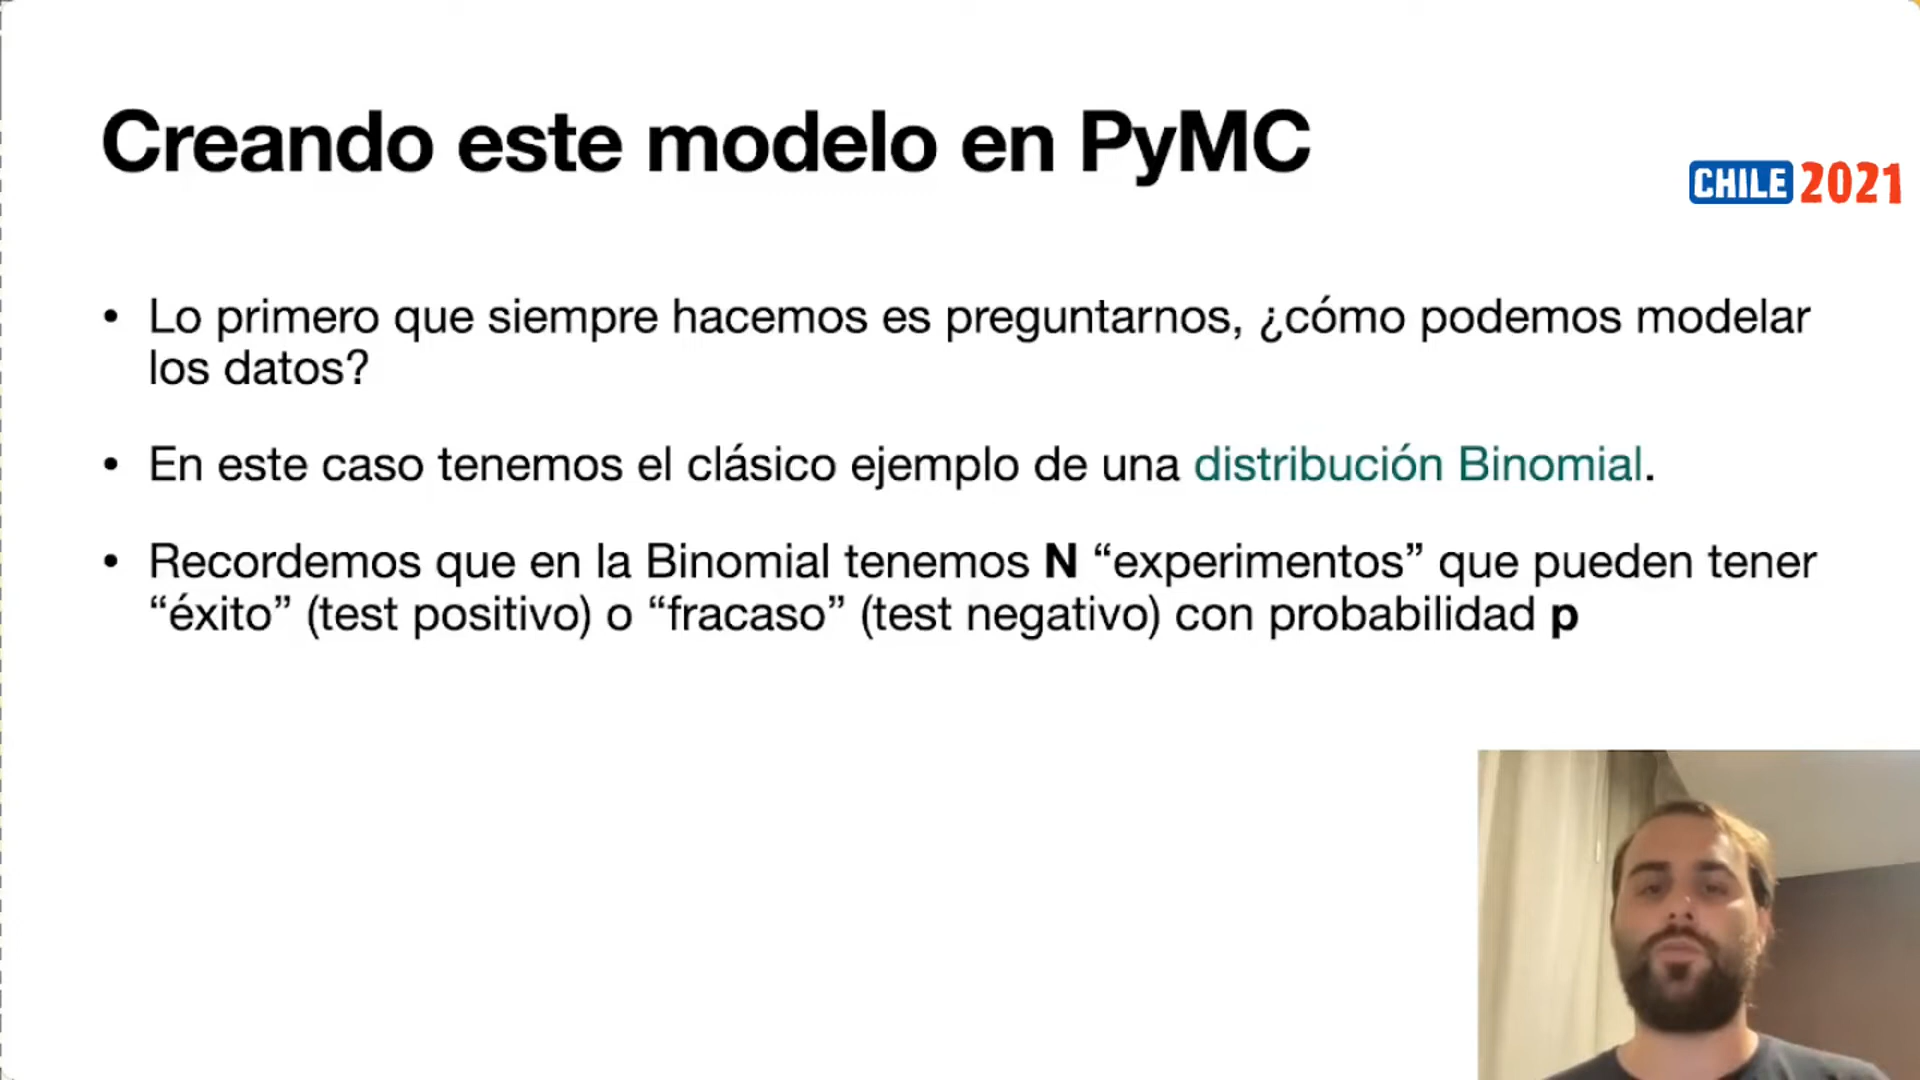 Creando este modelo en PyMC
CHILE 2021
• Lo primero que siempre hacemos es preguntarnos, ¿cómo podemos modelar
los datos?
• En este caso tenemos el clásico ejemplo de una distribución Binomial.
• Recordemos que en la Binomial tenemos N “experimentos” que pueden tener
“éxito” (test positivo) o “fracaso” (test negativo) con probabilidad p